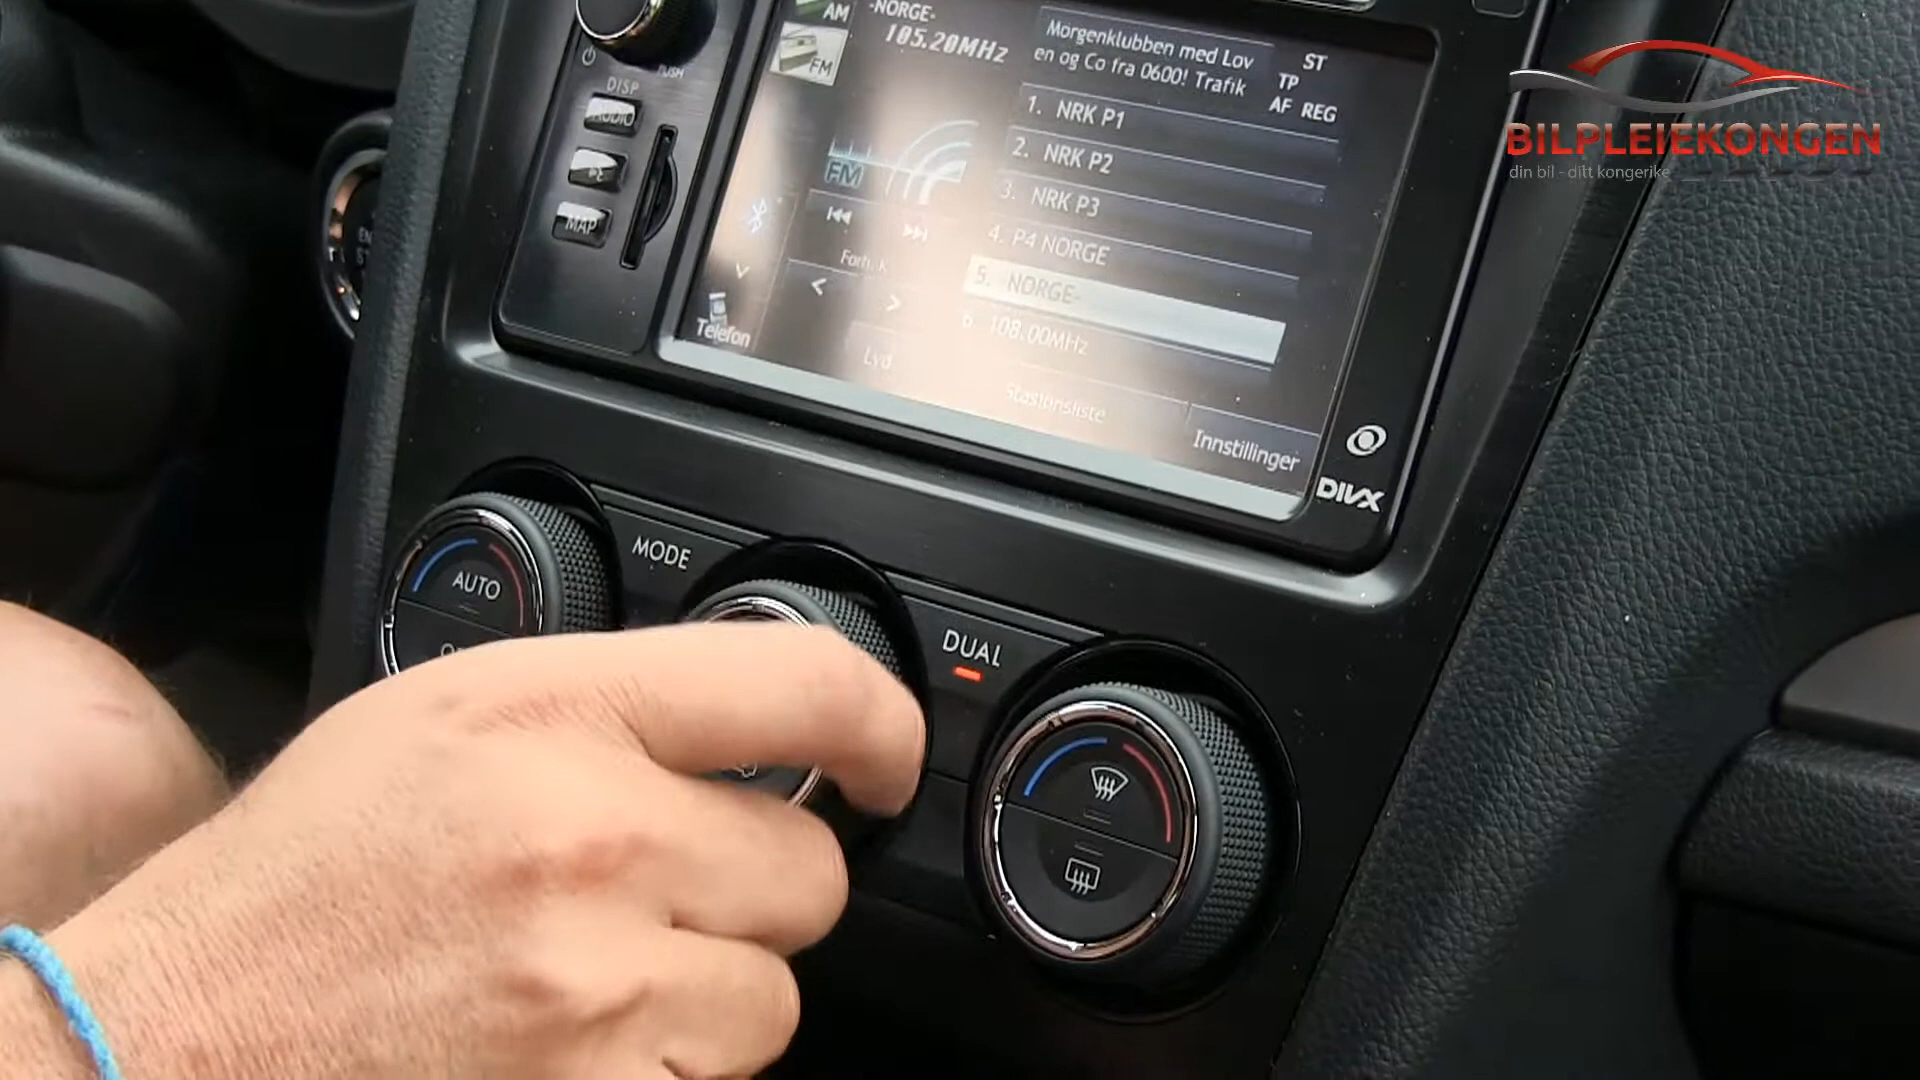 AM
-NORGE-
105.20MHz
Morgenklubben med Lov
en og Co fra 0600! Trafik
ST
TP
AF REG
FM
PUSH
DISP
AUDIO
MAP
FM
1. NRK P1
2. NRK P2
3. NRK P3
4. P4 NORGE
5. NORGE-
6 108.00MHz
Telefon
Lyd
Stasjonsliste
Innstillinger
DIVX
AUTO
MODE
DUAL
BILPLEIEKONGEN
din bil - ditt kongerike